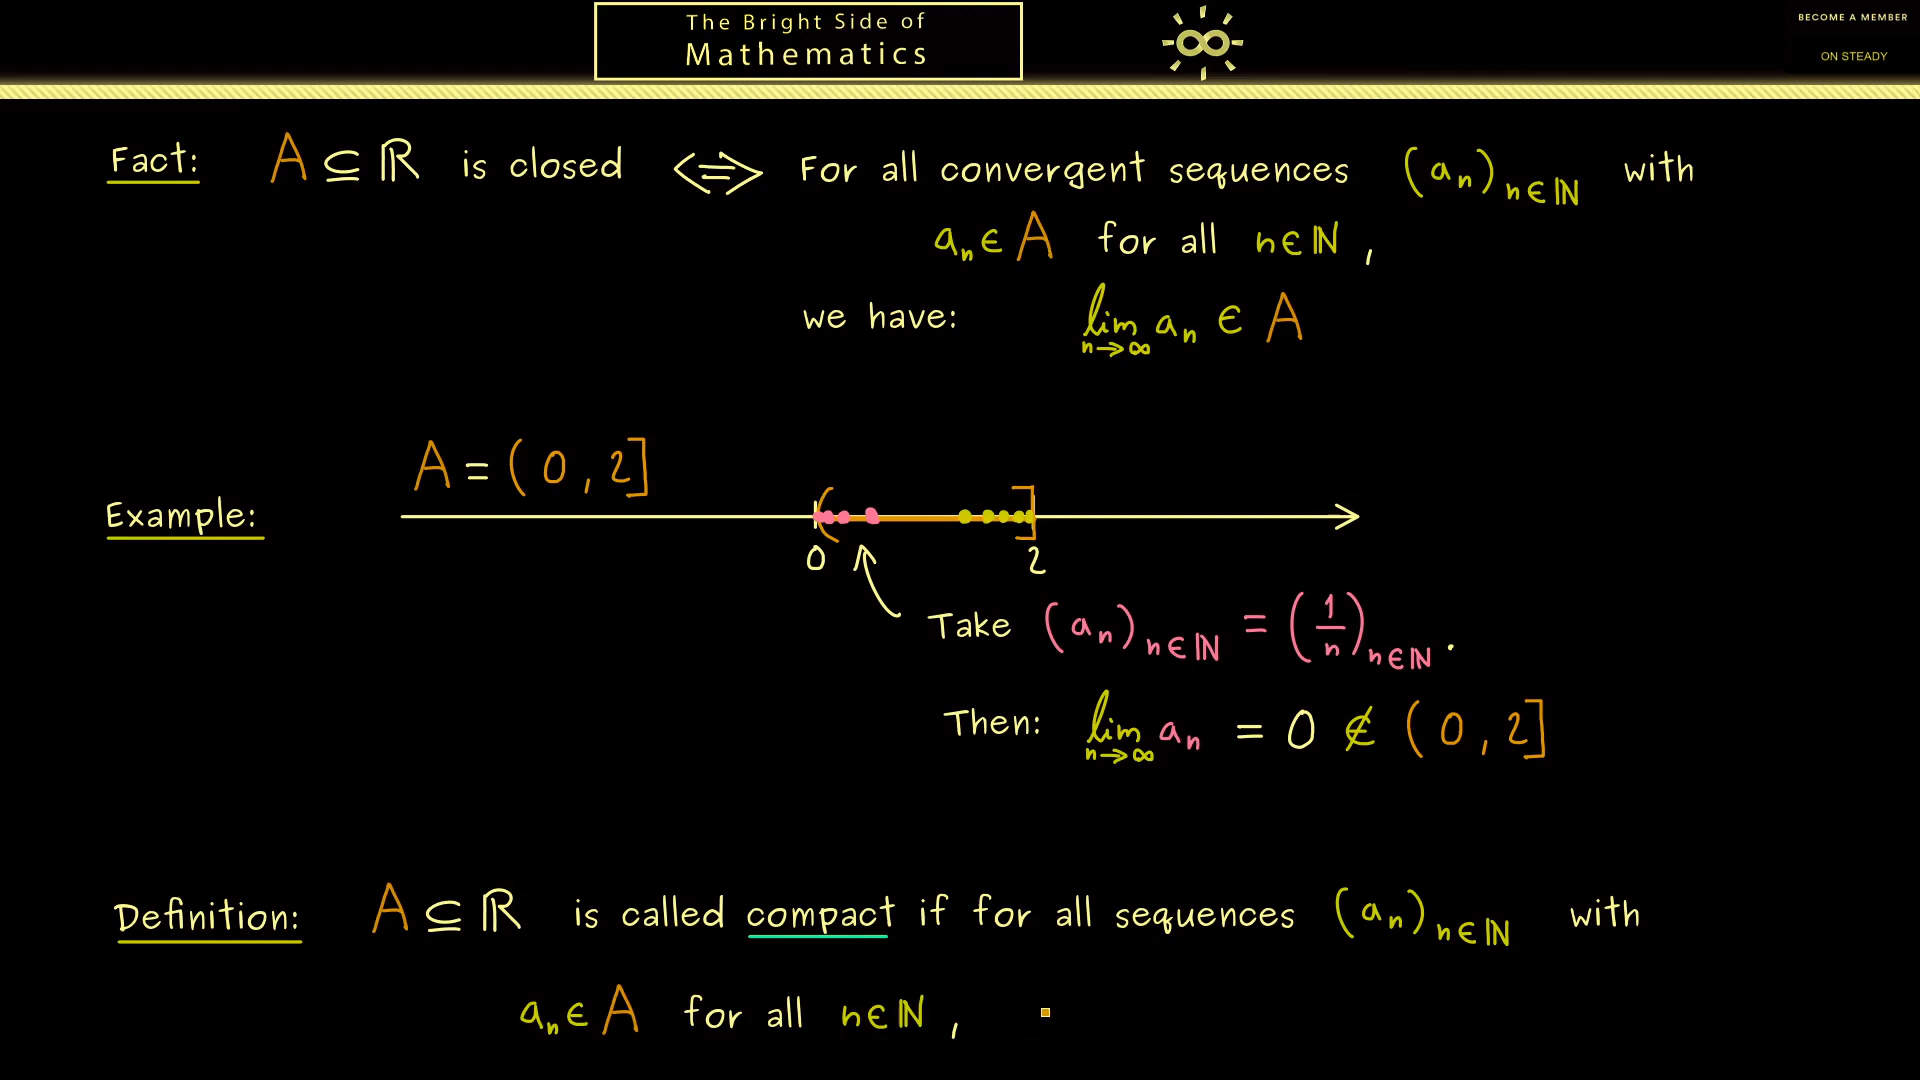 The Bright Side of
Mathematics
BECOME A MEMBER
ON STEADY
Fact: A ⊆ ℝ is closed ⟺ For all convergent sequences (aₙ)ₙ∈ℕ with
aₙ ∈ A for all n∈ℕ,
we have: lim aₙ ∈ A
n→∞
A = (0, 2]
Example:
( ]
0 2
Take (aₙ)ₙ∈ℕ = (1/n)ₙ∈ℕ.
Then: lim aₙ = 0 ∉ (0, 2]
n→∞
Definition: A ⊆ ℝ is called compact if for all sequences (aₙ)ₙ∈ℕ with
aₙ ∈ A for all n∈ℕ,